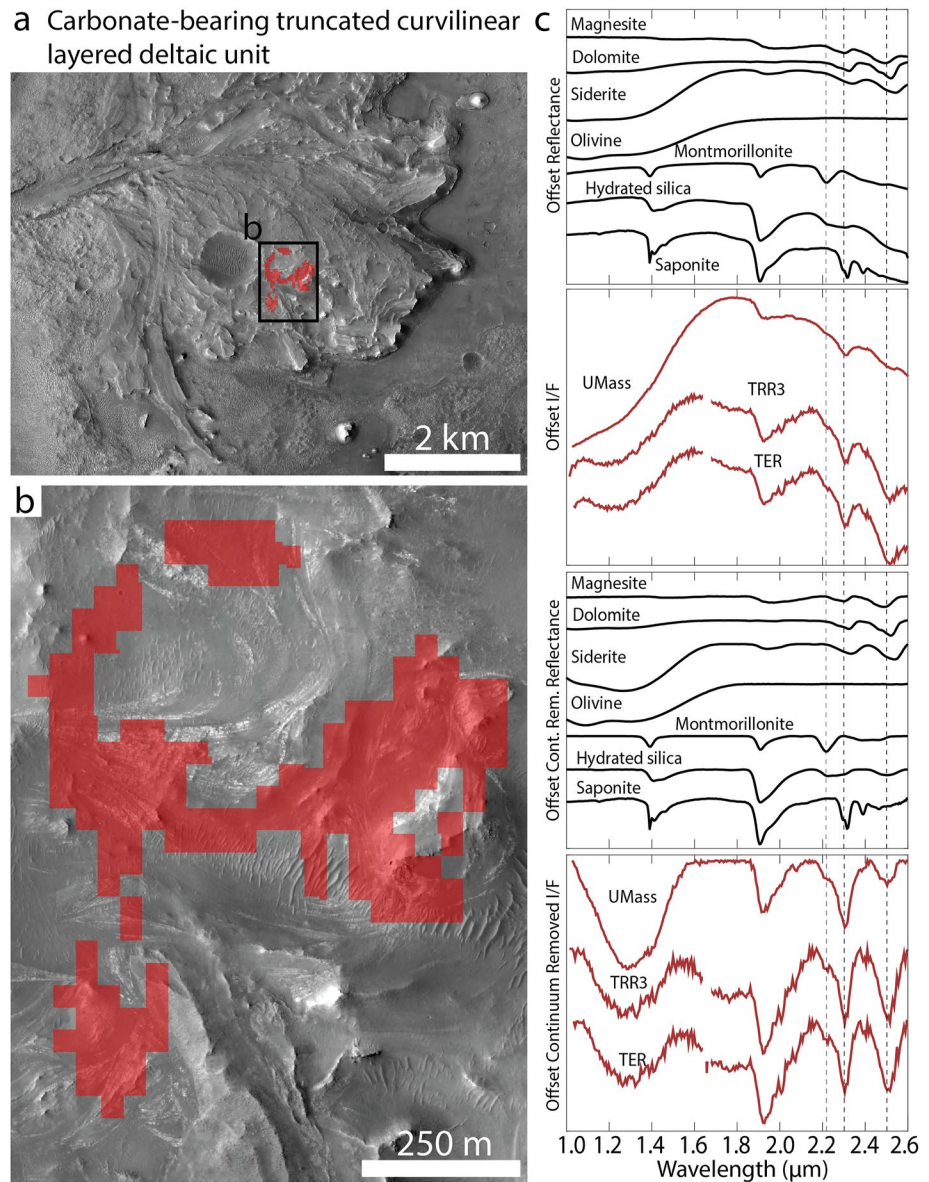 a Carbonate-bearing truncated curvilinear
layered deltaic unit
b
2 km
b
250 m
c
Magnesite
Dolomite
Siderite
Olivine
Montmorillonite
Hydrated silica
Saponite
Offset Reflectance
UMass
TRR3
TER
Offset I/F
Magnesite
Dolomite
Siderite
Olivine
Montmorillonite
Hydrated silica
Saponite
Offset Cont. Rem. Reflectance
UMass
TRR3
TER
Offset Continuum Removed I/F
1.0 1.2 1.4 1.6 1.8 2.0 2.2 2.4 2.6
Wavelength (μm)